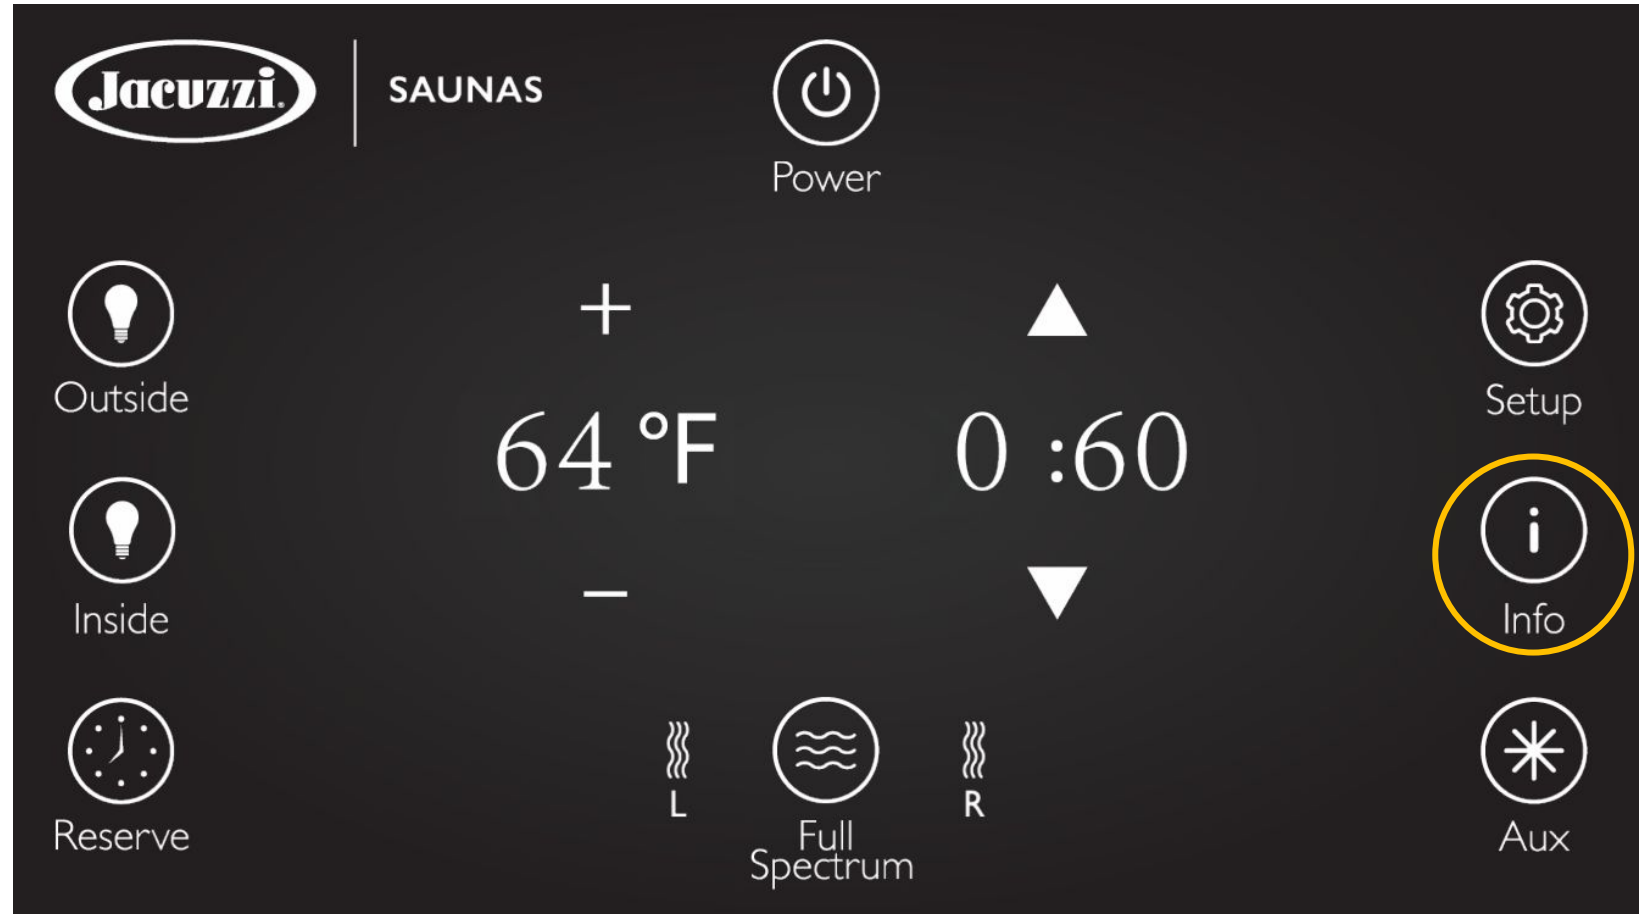 Jacuzzi®
SAUNAS
Power
Outside
Setup
64 °F
0 :60
Inside
i
Info
L
R
Reserve
Full
Spectrum
Aux